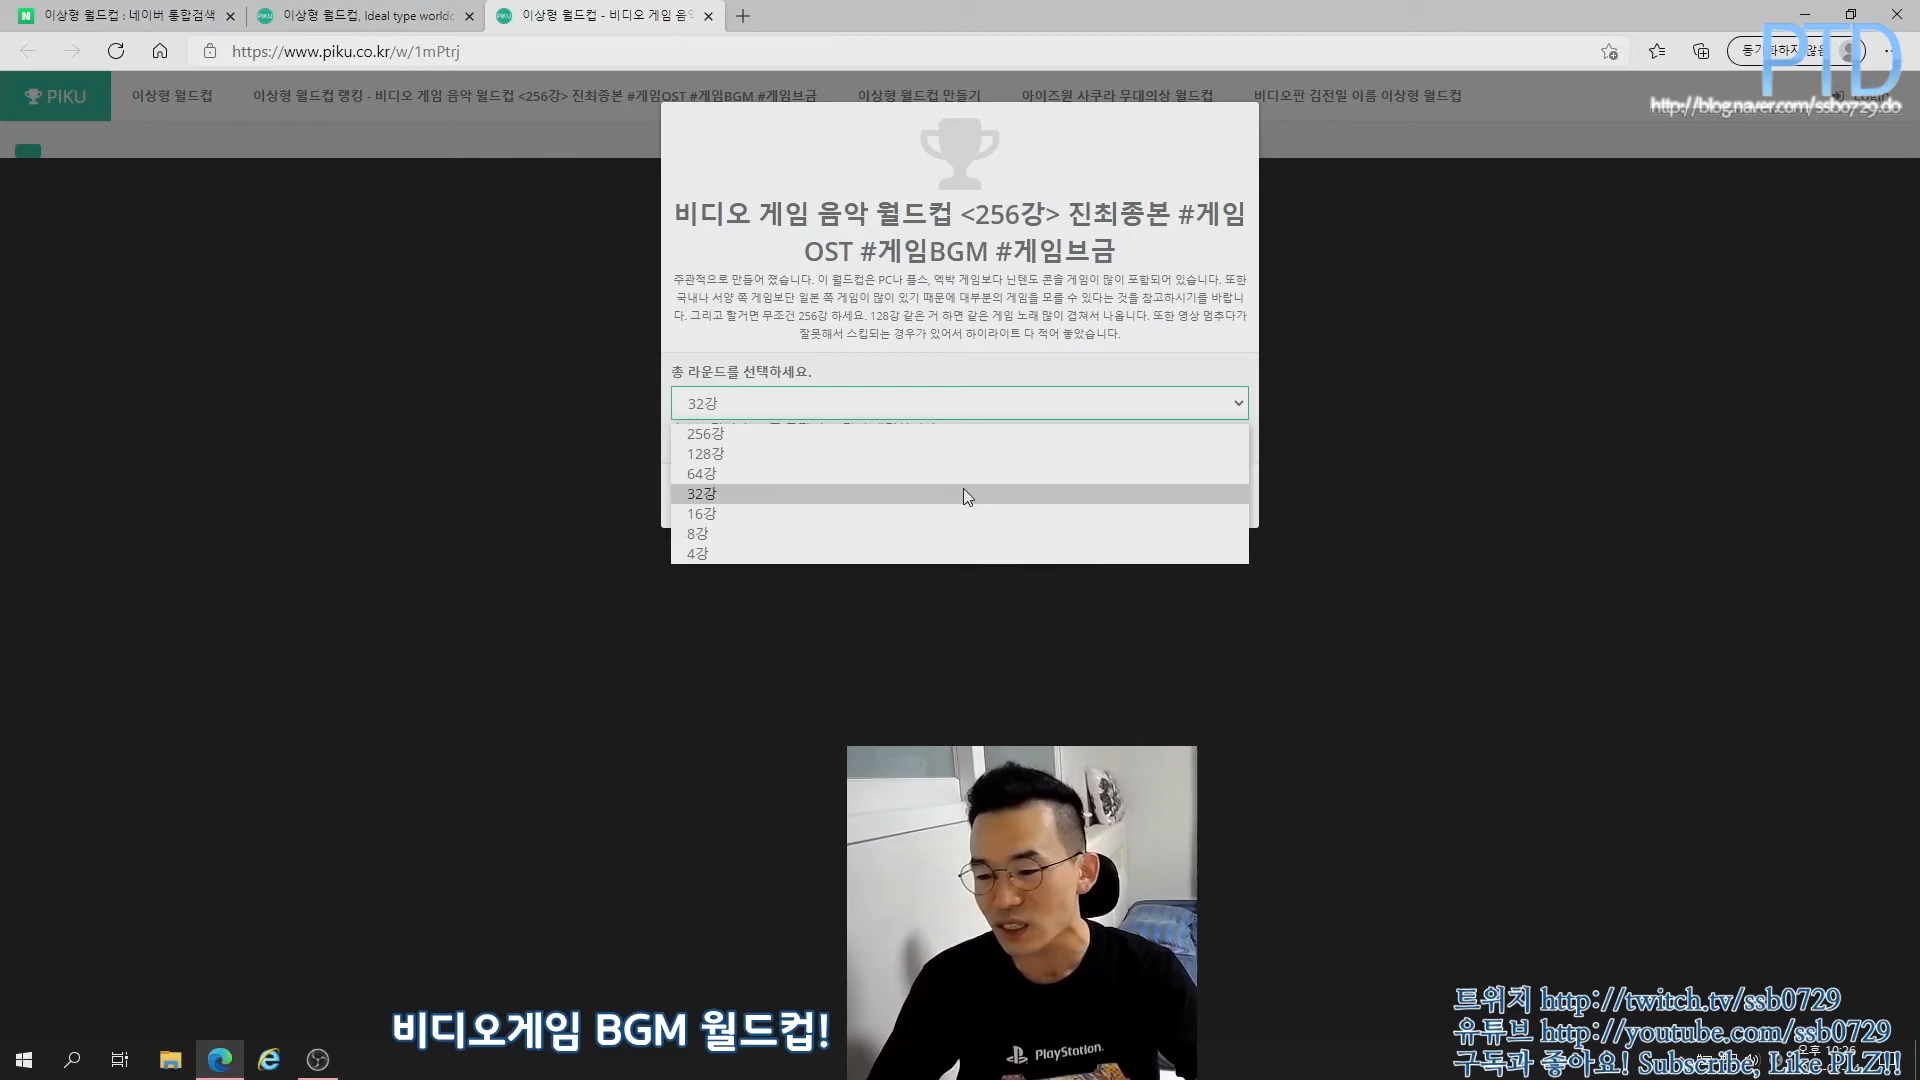 이상형 월드컵 : 네이버 통합검색
이상형 월드컵, Ideal type worldc
이상형 월드컵 - 비디오 게임 음악
https://www.piku.co.kr/w/1mPtrj
PTD
http://blog.naver.com/ssb0729.do
PIKU
이상형 월드컵
이상형 월드컵 랭킹 - 비디오 게임 음악 월드컵 <256강> 진최종본 #게임OST #게임BGM #게임브금
이상형 월드컵 만들기
아이즈원 사쿠라 무대의상 월드컵
비디오판 김전일 이름 이상형 월드컵
비디오 게임 음악 월드컵 <256강> 진최종본 #게임
OST #게임BGM #게임브금
주관적으로 만들어 졌습니다. 이 월드컵은 PC나 플스, 엑박 게임보다 닌텐도 콘솔 게임이 많이 포함되어 있습니다. 또한
국내나 서양 쪽 게임보단 일본 쪽 게임이 많이 있기 때문에 대부분의 게임을 모를 수 있다는 것을 참고하시기를 바랍니
다. 그리고 할거면 무조건 256강 하세요. 128강 같은 거 하면 같은 게임 노래 많이 겹쳐서 나옵니다. 또한 영상 멈추다가
잘못해서 스킵되는 경우가 있어서 하이라이트 다 적어 놓았습니다.
총 라운드를 선택하세요.
32강
256강
128강
64강
32강
16강
8강
4강
PlayStation.
비디오게임 BGM 월드컵!
트위치 http://twitch.tv/ssb0729
유튜브 http://youtube.com/ssb0729
구독과 좋아요! Subscribe, Like PLZ!!
오후 10:26